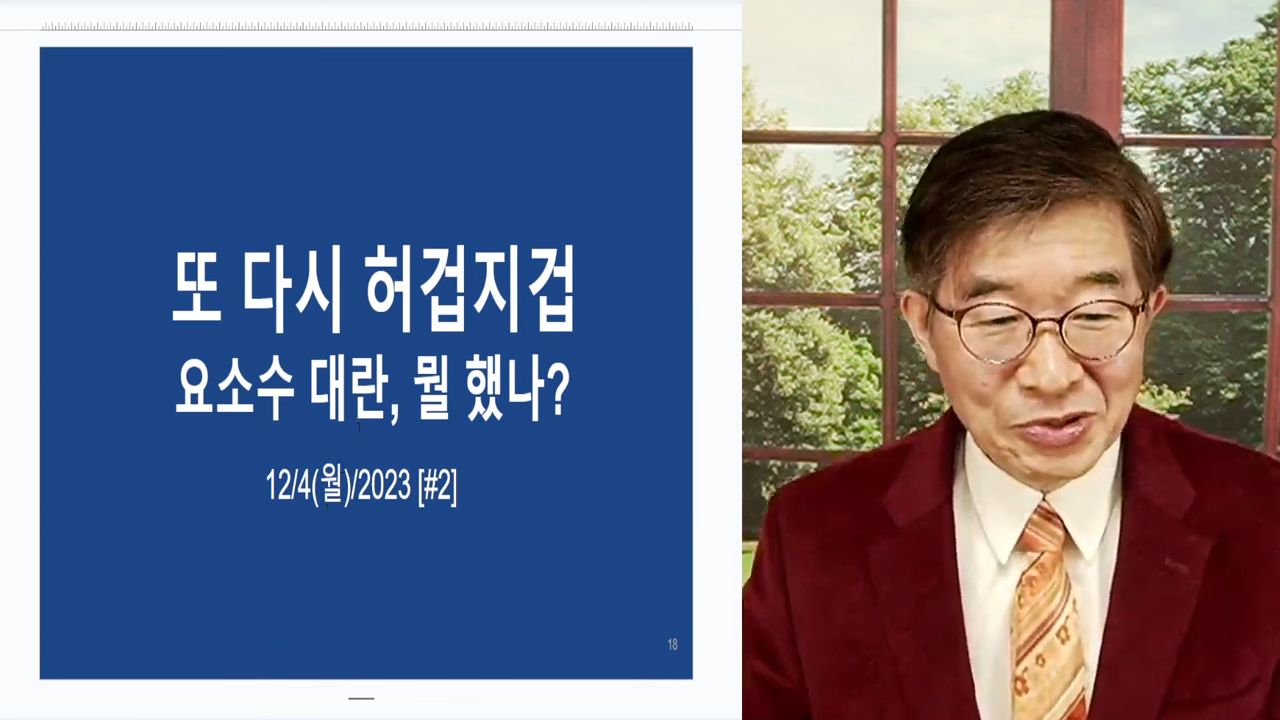 또 다시 허겁지겁
요소수 대란, 뭘 했나?
12/4(월)/2023 [#2]
18